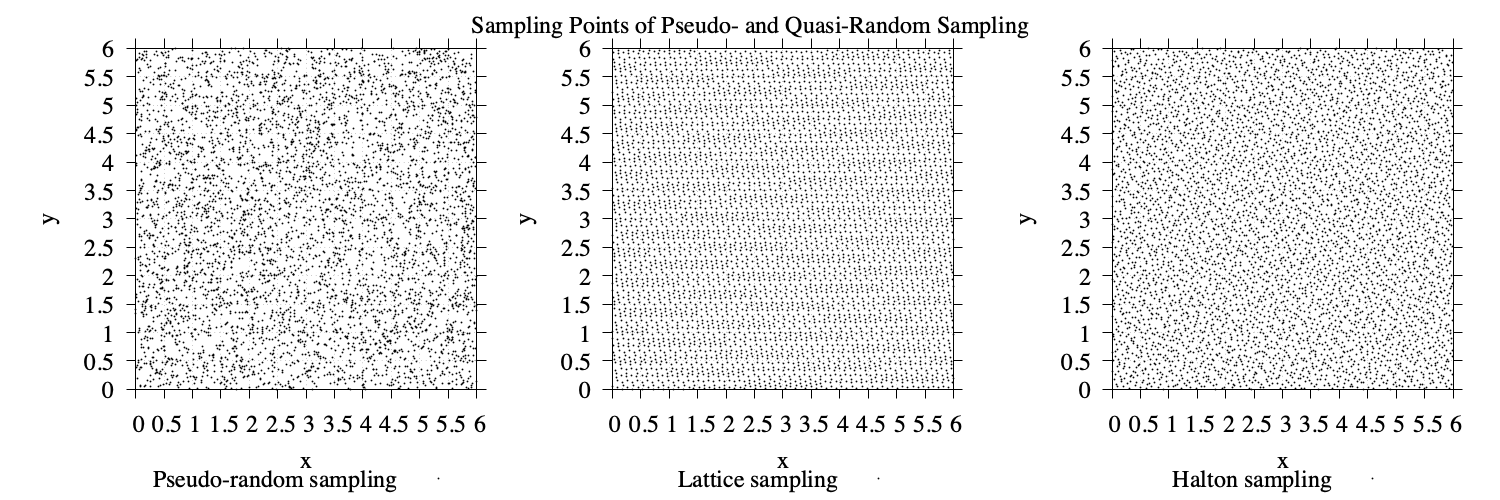 Sampling Points of Pseudo- and Quasi-Random Sampling
6 6 6
5.5 5.5 5.5
5 5 5
4.5 4.5 4.5
4 4 4
3.5 3.5 3.5
y 3 y 3 y 3
2.5 2.5 2.5
2 2 2
1.5 1.5 1.5
1 1 1
0.5 0.5 0.5
0 0 0
0 0.5 1 1.5 2 2.5 3 3.5 4 4.5 5 5.5 6 0 0.5 1 1.5 2 2.5 3 3.5 4 4.5 5 5.5 6 0 0.5 1 1.5 2 2.5 3 3.5 4 4.5 5 5.5 6
x x x
Pseudo-random sampling Lattice sampling Halton sampling